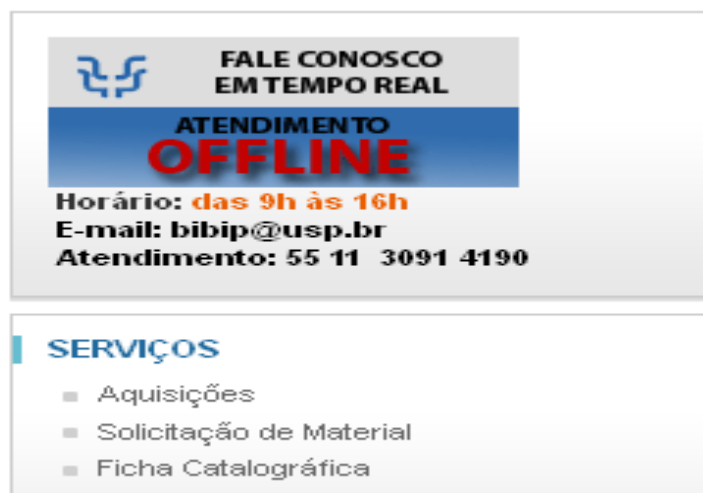 FALE CONOSCO
EM TEMPO REAL
ATENDIMENTO
OFFLINE
Horário: das 9h às 16h
E-mail: bibip@usp.br
Atendimento: 55 11 3091 4190
SERVIÇOS
Aquisições
Solicitação de Material
Ficha Catalográfica